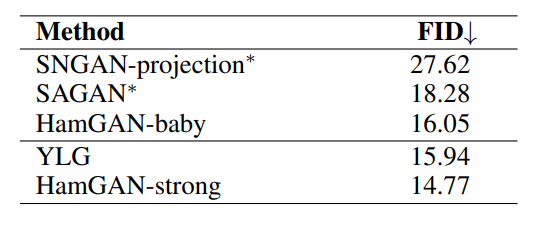 Method FID↓
SNGAN-projection* 27.62
SAGAN* 18.28
HamGAN-baby 16.05
YLG 15.94
HamGAN-strong 14.77